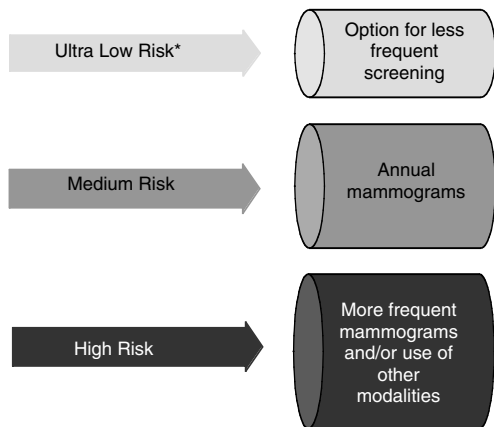 Ultra Low Risk*
Option for less
frequent
screening
Medium Risk
Annual
mammograms
High Risk
More frequent
mammograms
and/or use of
other
modalities